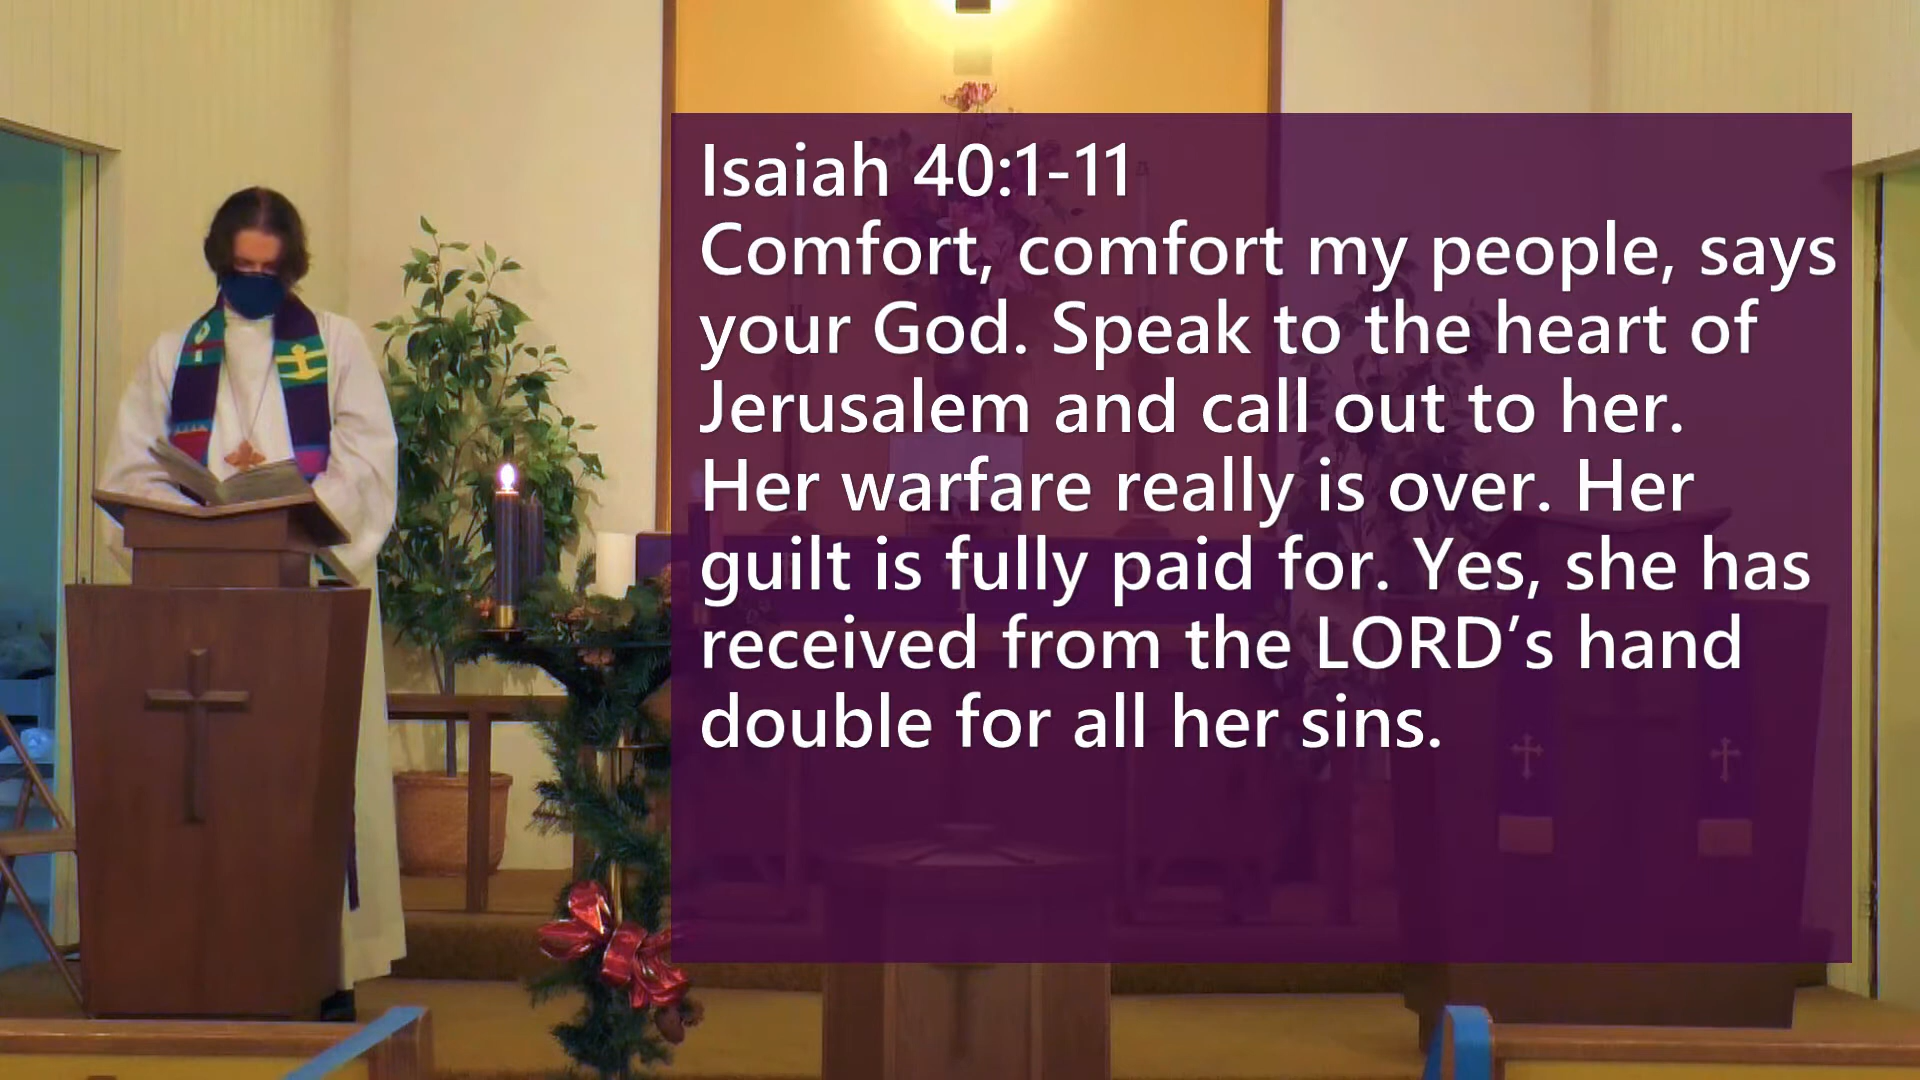 Isaiah 40:1-11
Comfort, comfort my people, says
your God. Speak to the heart of
Jerusalem and call out to her.
Her warfare really is over. Her
guilt is fully paid for. Yes, she has
received from the LORD’s hand
double for all her sins.